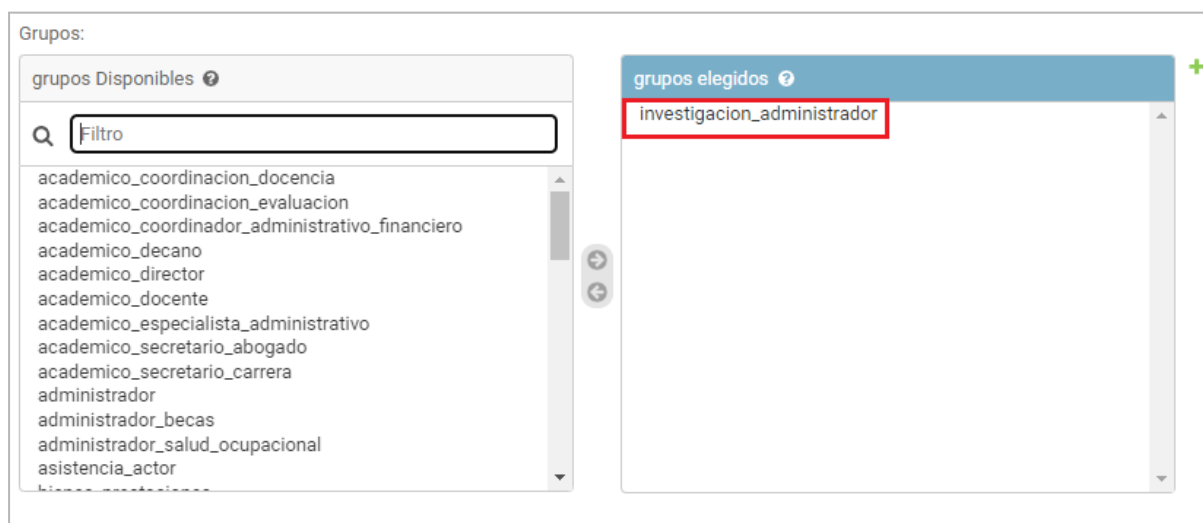 Grupos:
grupos Disponibles
Filtro
academico_coordinacion_docencia
academico_coordinacion_evaluacion
academico_coordinador_administrativo_financiero
academico_decano
academico_director
academico_docente
academico_especialista_administrativo
academico_secretario_abogado
academico_secretario_carrera
administrador
administrador_becas
administrador_salud_ocupacional
asistencia_actor
grupos elegidos
investigacion_administrador